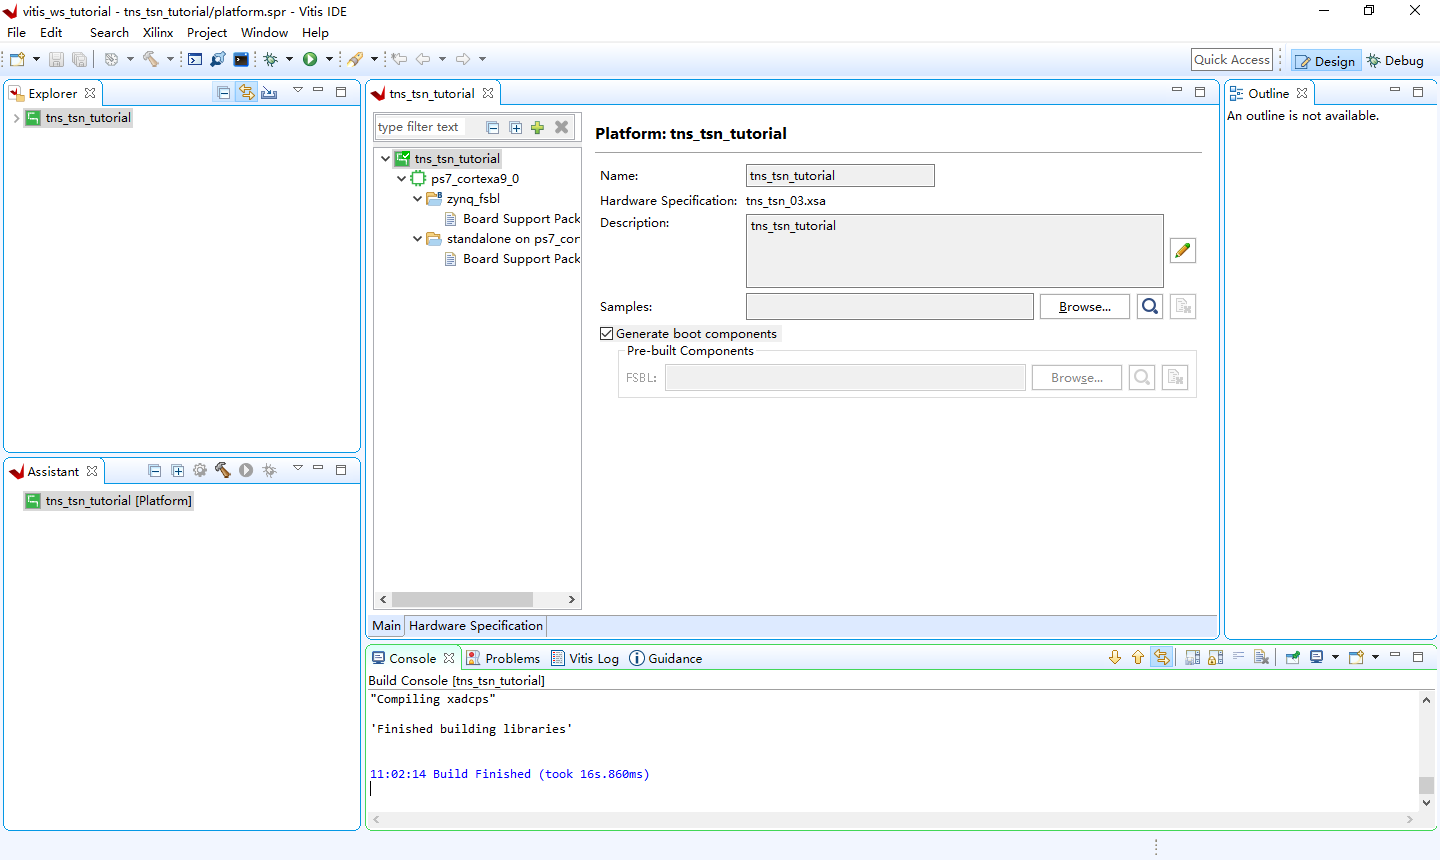 vitis_ws_tutorial - tns_tsn_tutorial/platform.spr - Vitis IDE
File Edit Search Xilinx Project Window Help
Quick Access
Design
Debug
Explorer
tns_tsn_tutorial
Assistant
tns_tsn_tutorial [Platform]
tns_tsn_tutorial
type filter text
tns_tsn_tutorial
ps7_cortexa9_0
zynq_fsbl
Board Support Pack
standalone on ps7_cor
Board Support Pack
Platform: tns_tsn_tutorial
Name: tns_tsn_tutorial
Hardware Specification: tns_tsn_03.xsa
Description: tns_tsn_tutorial
Samples: Browse...
Generate boot components
Pre-built Components
FSBL: Browse...
Main Hardware Specification
Outline
An outline is not available.
Console Problems Vitis Log Guidance
Build Console [tns_tsn_tutorial]
"Compiling xadcps"
'Finished building libraries'
11:02:14 Build Finished (took 16s.860ms)